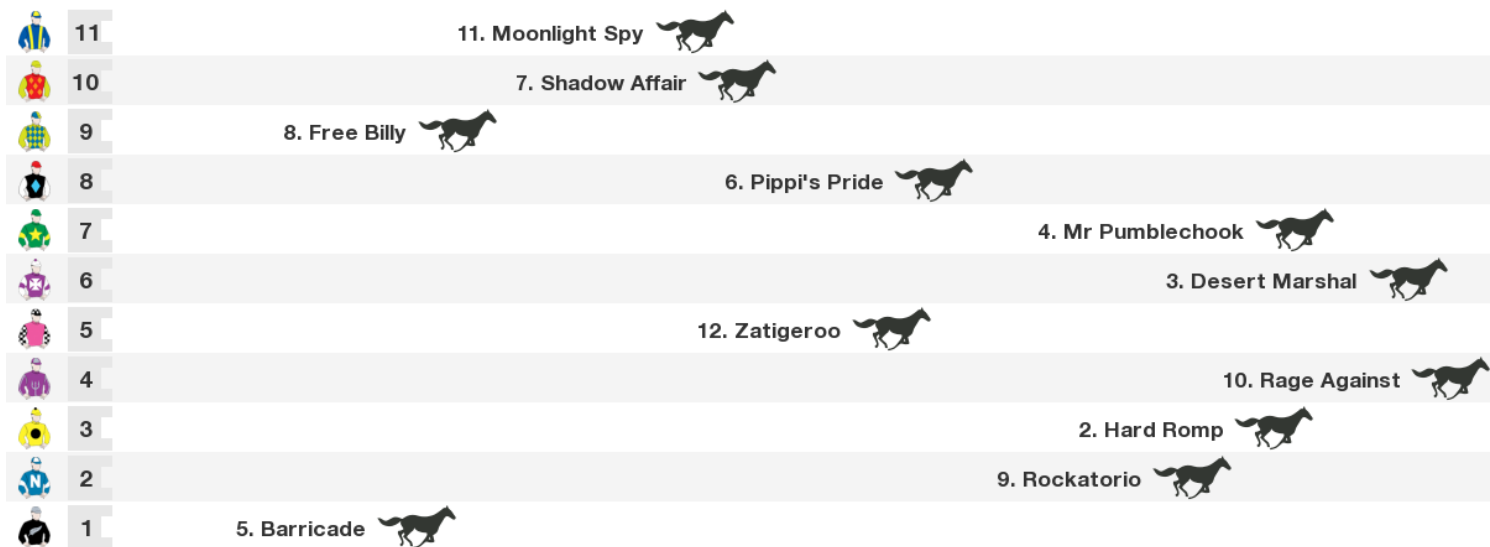 11 11. Moonlight Spy
10 7. Shadow Affair
9 8. Free Billy
8 6. Pippi's Pride
7 4. Mr Pumblechook
6 3. Desert Marshal
5 12. Zatigeroo
4 10. Rage Against
3 2. Hard Romp
N 2 9. Rockatorio
1 5. Barricade